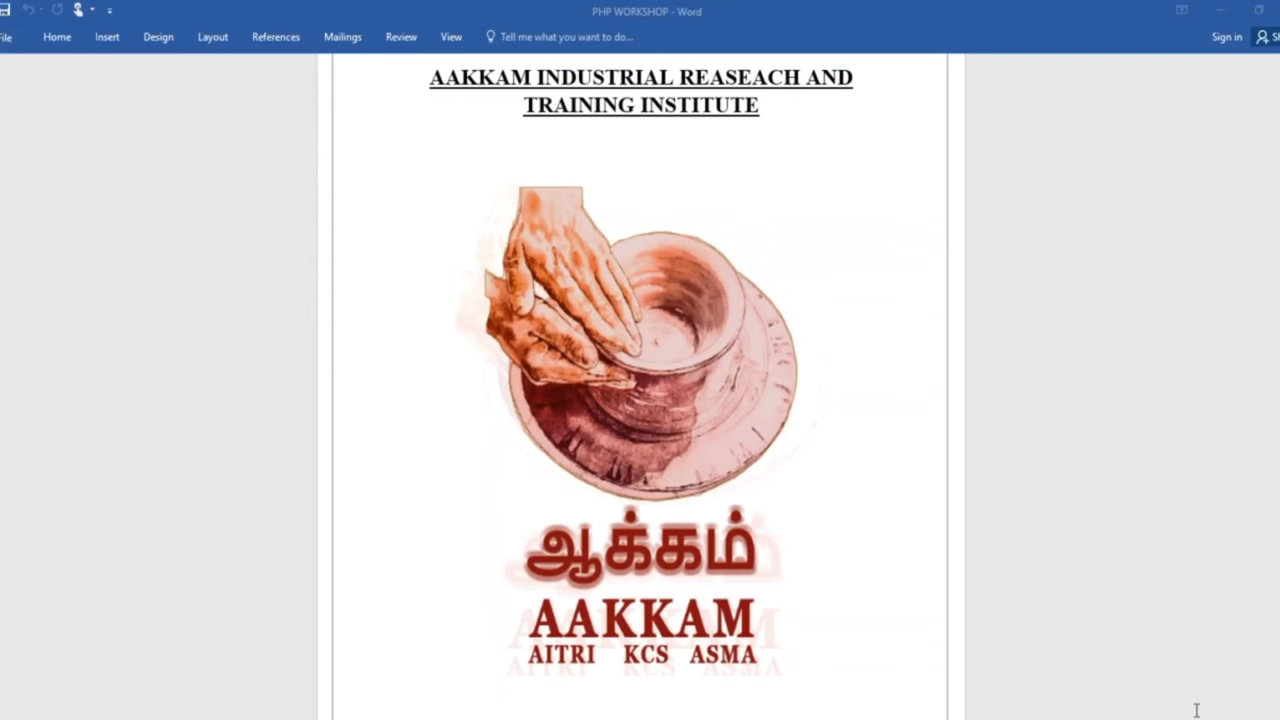 PHP WORKSHOP - Word
File Home Insert Design Layout References Mailings Review View Tell me what you want to do... Sign in
AAKKAM INDUSTRIAL REASEACH AND
TRAINING INSTITUTE
ஆக்கம்
AAKKAM
AITRI KCS ASMA